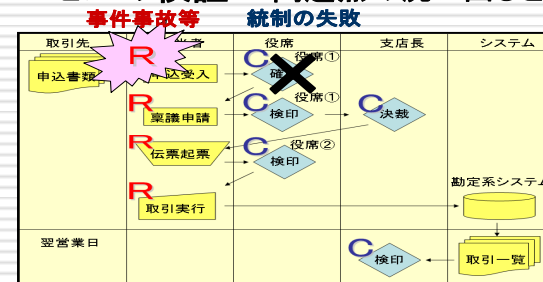 事件事故等 統制の失敗
取引先 者 役席 支店長 システム
申込書類 R 込受入 C 確 役席①
R 稟議申請 C 検印 役席① C 決裁
R 伝票起票 C 検印 役席②
R 取引実行 勘定系システム
翌営業日 C 検印 取引一覧